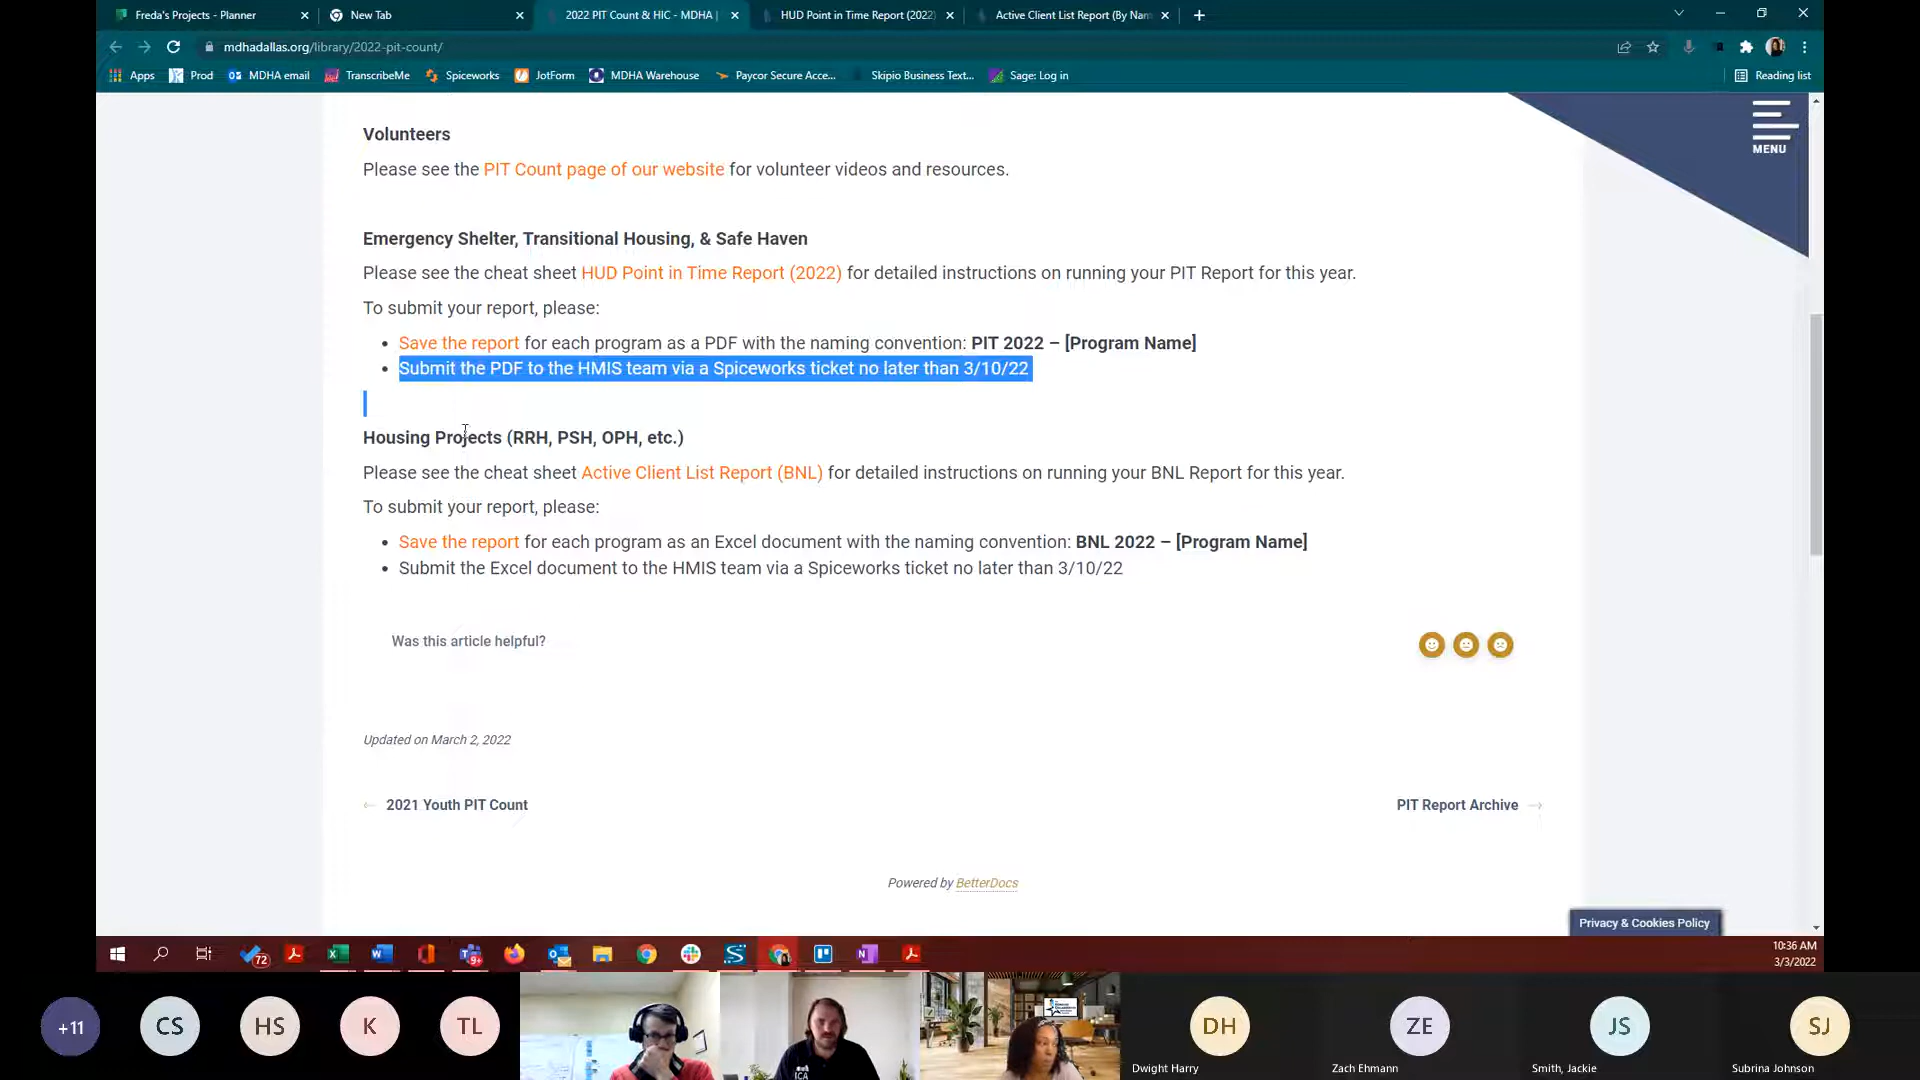 Freda's Projects - Planner
New Tab
2022 PIT Count & HIC - MDHA |
HUD Point in Time Report (2022)
Active Client List Report (By Nam
mdhadallas.org/library/2022-pit-count/
Apps
Prod
MDHA email
TranscribeMe
Spiceworks
JotForm
MDHA Warehouse
Paycor Secure Acce...
Skipio Business Text...
Sage: Log in
Reading list
MENU
Volunteers
Please see the PIT Count page of our website for volunteer videos and resources.
Emergency Shelter, Transitional Housing, & Safe Haven
Please see the cheat sheet HUD Point in Time Report (2022) for detailed instructions on running your PIT Report for this year.
To submit your report, please:
• Save the report for each program as a PDF with the naming convention: PIT 2022 – [Program Name]
• Submit the PDF to the HMIS team via a Spiceworks ticket no later than 3/10/22
Housing Projects (RRH, PSH, OPH, etc.)
Please see the cheat sheet Active Client List Report (BNL) for detailed instructions on running your BNL Report for this year.
To submit your report, please:
• Save the report for each program as an Excel document with the naming convention: BNL 2022 – [Program Name]
• Submit the Excel document to the HMIS team via a Spiceworks ticket no later than 3/10/22
Was this article helpful?
Updated on March 2, 2022
← 2021 Youth PIT Count
PIT Report Archive →
Powered by BetterDocs
Privacy & Cookies Policy
72
9+
10:36 AM
3/3/2022
+11
CS
HS
K
TL
DH
ZE
JS
SJ
Dwight Harry
Zach Ehmann
Smith, Jackie
Subrina Johnson